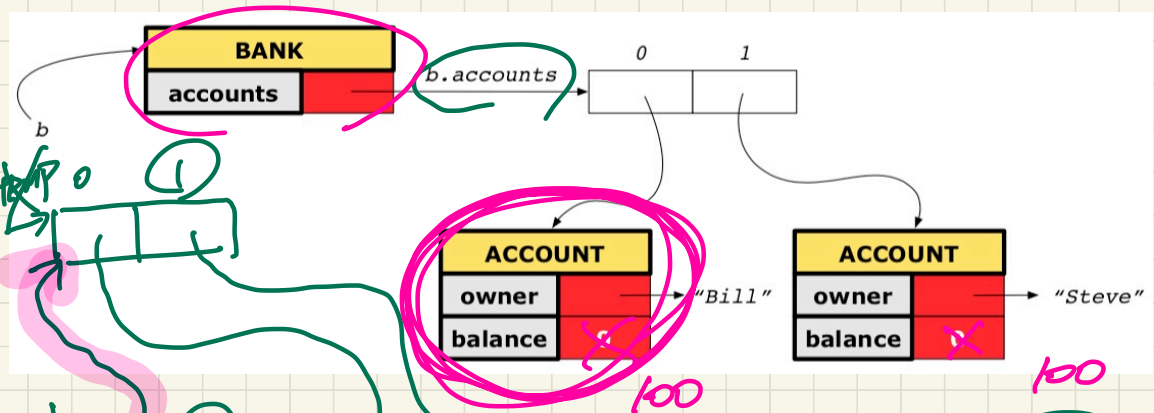 BANK
accounts
b.accounts
0 1
b
0 1
ACCOUNT
owner
"Bill"
balance
100
ACCOUNT
owner
"Steve"
balance
100